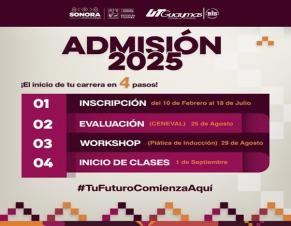 SONORA
UTGuaymas
bis
ADMISIÓN
2025
¡El inicio de tu carrera en 4 pasos!
01 INSCRIPCIÓN del 10 de Febrero al 18 de Julio
02 EVALUACIÓN (CENEVAL) 25 de Agosto
03 WORKSHOP (Plática de Inducción) 29 de Agosto
04 INICIO DE CLASES 1 de Septiembre
#TuFuturoComienzaAquí